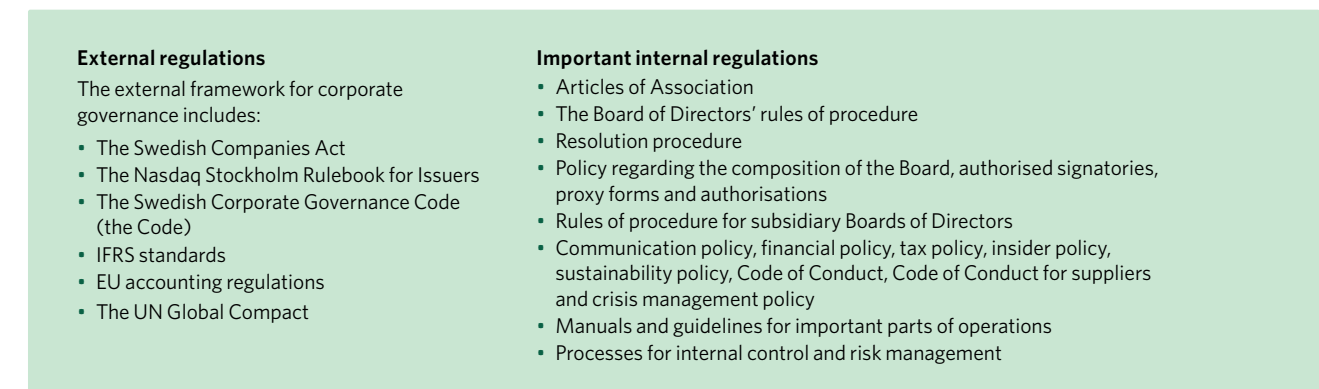 External regulations
The external framework for corporate
governance includes:
• The Swedish Companies Act
• The Nasdaq Stockholm Rulebook for Issuers
• The Swedish Corporate Governance Code
(the Code)
• IFRS standards
• EU accounting regulations
• The UN Global Compact
Important internal regulations
• Articles of Association
• The Board of Directors’ rules of procedure
• Resolution procedure
• Policy regarding the composition of the Board, authorised signatories,
proxy forms and authorisations
• Rules of procedure for subsidiary Boards of Directors
• Communication policy, financial policy, tax policy, insider policy,
sustainability policy, Code of Conduct, Code of Conduct for suppliers
and crisis management policy
• Manuals and guidelines for important parts of operations
• Processes for internal control and risk management